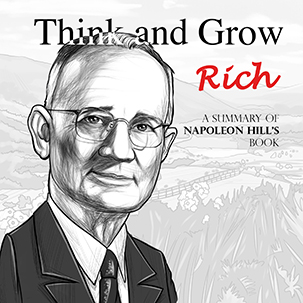 Think and Grow
Rich
A SUMMARY OF
NAPOLEON HILL'S
BOOK